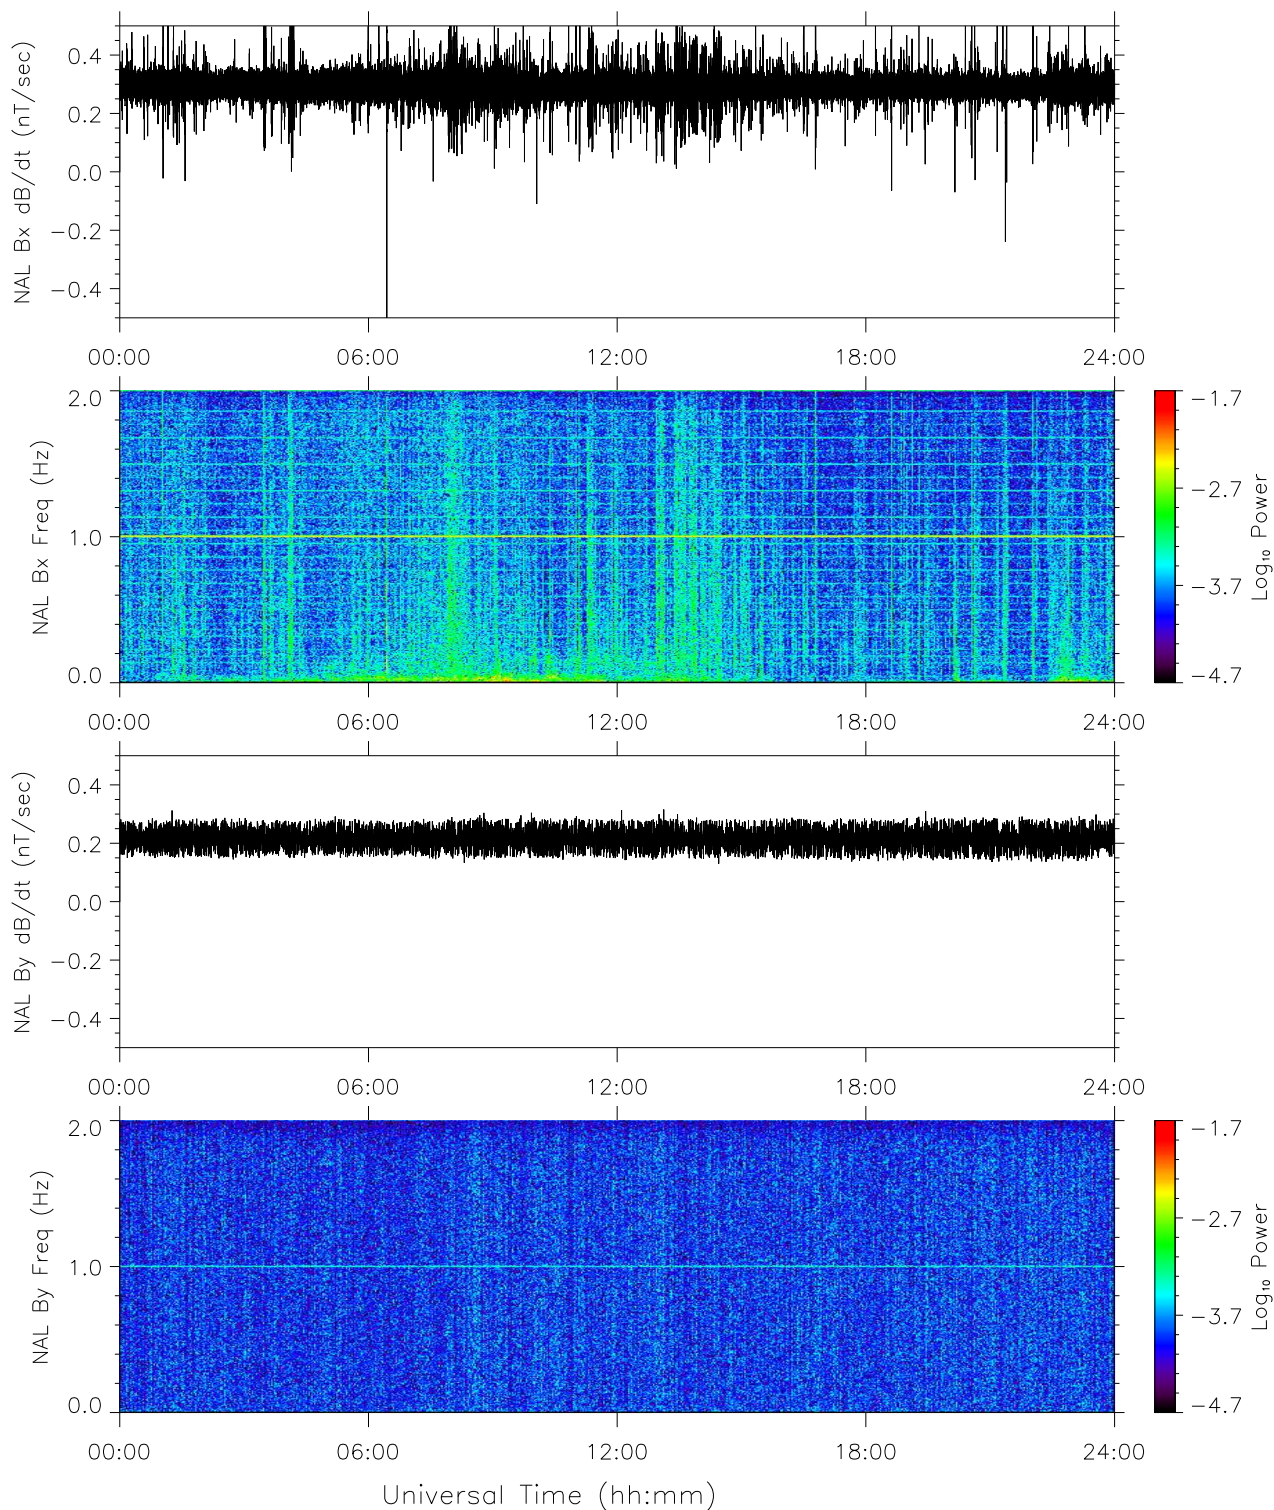 NAL Bx dB/dt (nT/sec)
0.4
0.2
0.0
−0.2
−0.4
00:00 06:00 12:00 18:00 24:00
NAL Bx Freq (Hz)
2.0
1.0
0.0
−1.7
−2.7
−3.7
−4.7
Log₁₀ Power
00:00 06:00 12:00 18:00 24:00
NAL By dB/dt (nT/sec)
0.4
0.2
0.0
−0.2
−0.4
00:00 06:00 12:00 18:00 24:00
NAL By Freq (Hz)
2.0
1.0
0.0
−1.7
−2.7
−3.7
−4.7
Log₁₀ Power
00:00 06:00 12:00 18:00 24:00
Universal Time (hh:mm)